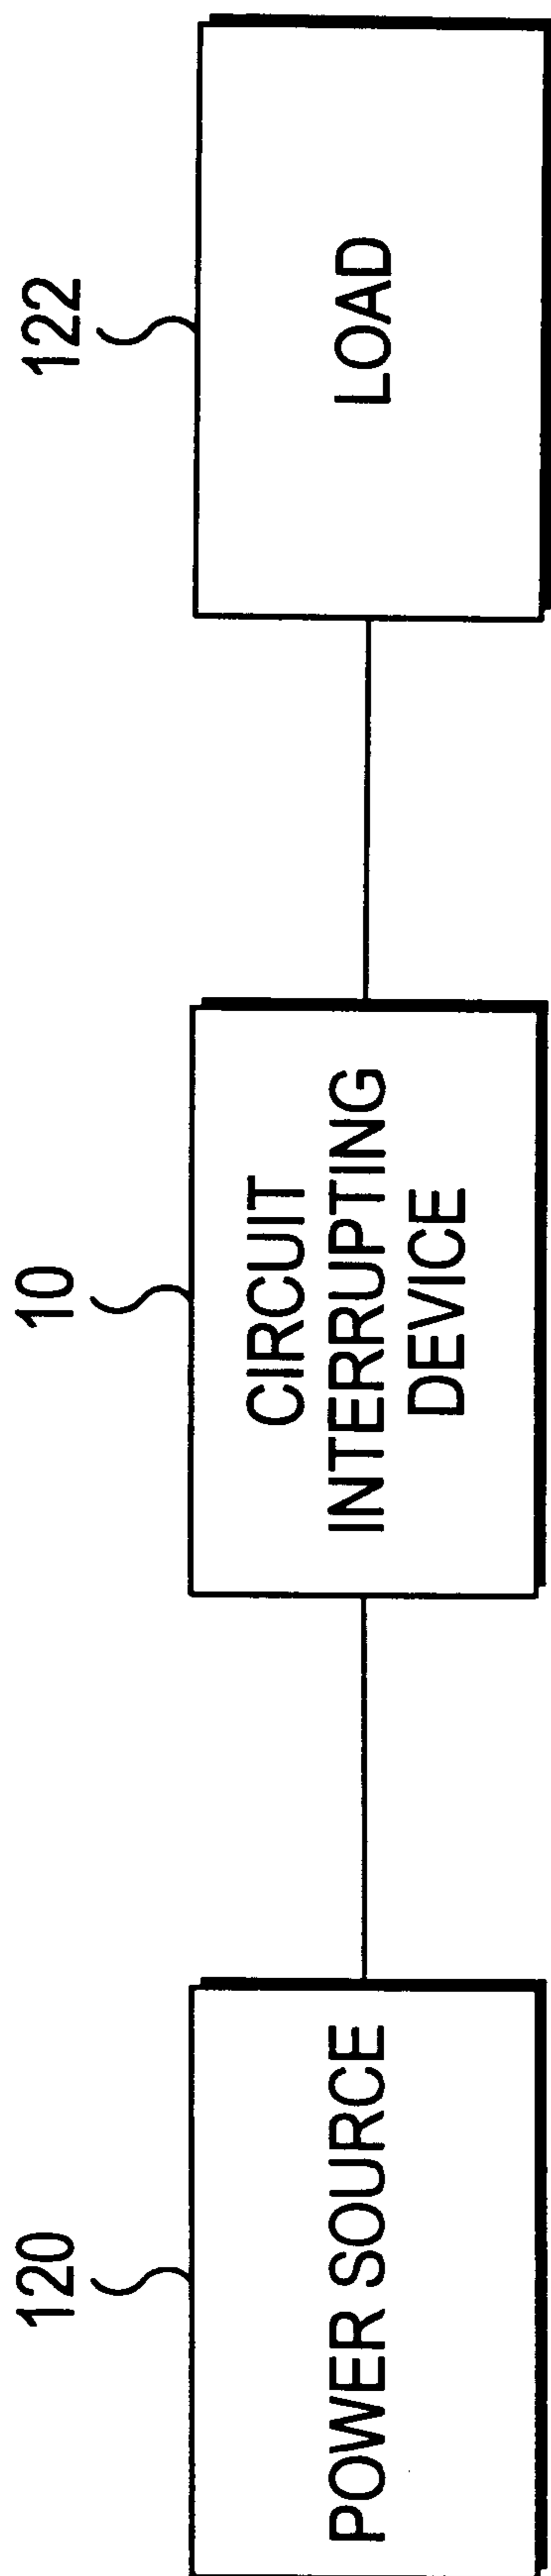 120
10
122
POWER SOURCE
CIRCUIT
INTERRUPTING
DEVICE
LOAD